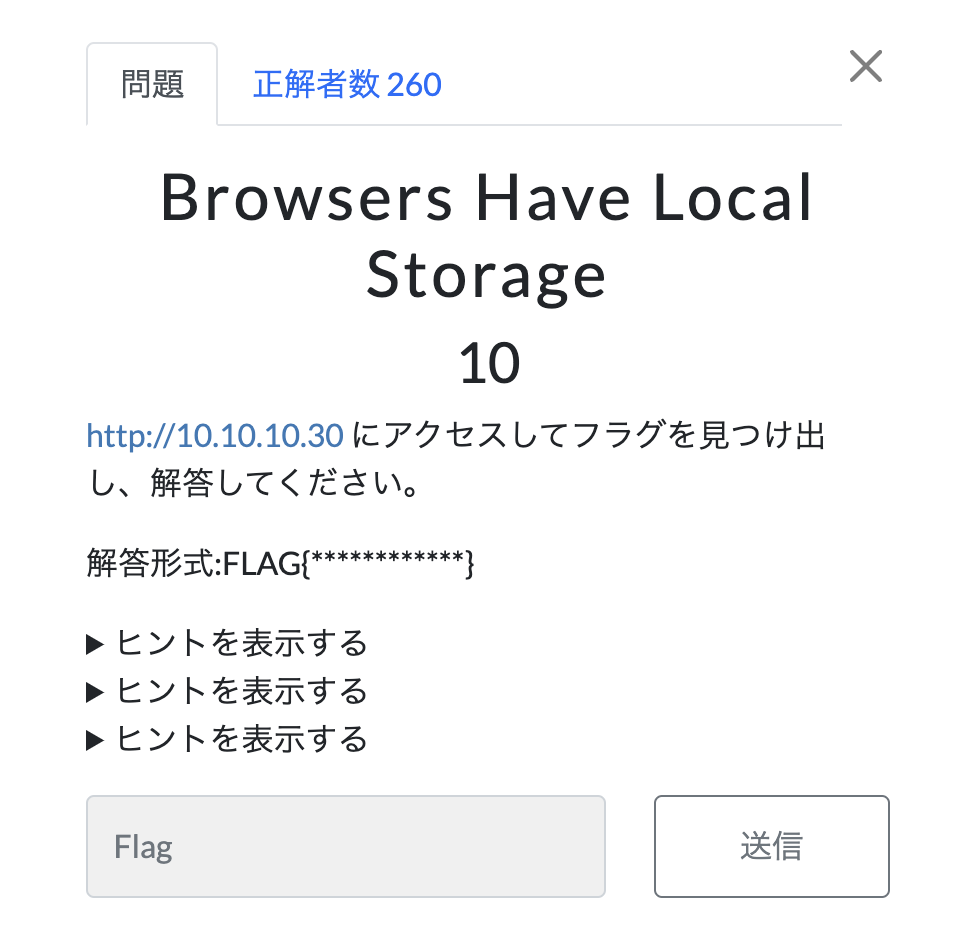 問題
正解者数 260
Browsers Have Local
Storage
10
http://10.10.10.30 にアクセスしてフラグを見つけ出
し、解答してください。
解答形式:FLAG{************}
▶ ヒントを表示する
▶ ヒントを表示する
▶ ヒントを表示する
Flag
送信